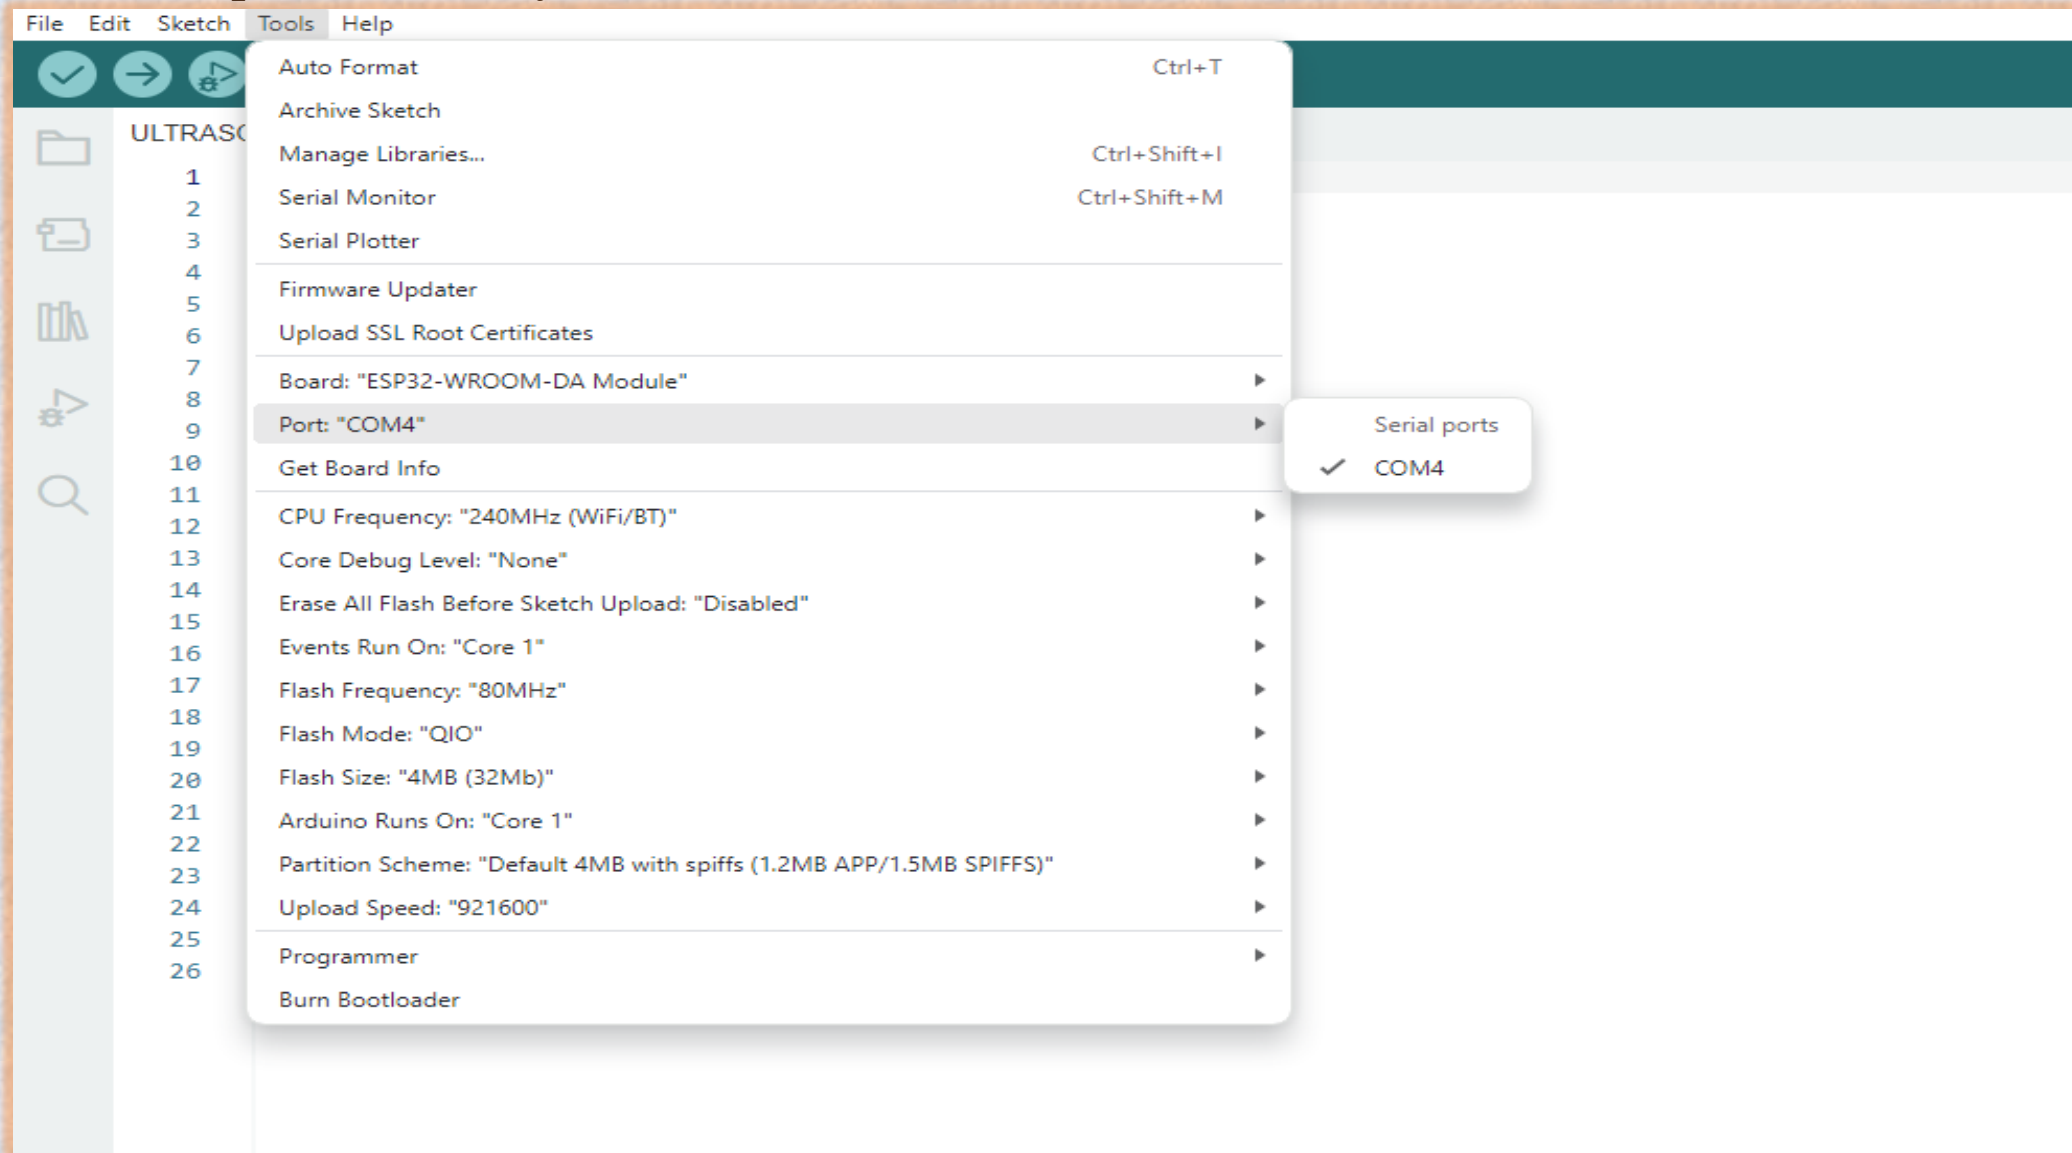 File Edit Sketch Tools Help
Auto Format Ctrl+T
Archive Sketch
ULTRASO
Manage Libraries... Ctrl+Shift+I
1
Serial Monitor Ctrl+Shift+M
2
Serial Plotter
3
4
Firmware Updater
5
Upload SSL Root Certificates
6
7
Board: "ESP32-WROOM-DA Module"
8
Port: "COM4"
Serial ports
9
Get Board Info
COM4
10
11
CPU Frequency: "240MHz (WiFi/BT)"
12
Core Debug Level: "None"
13
14
Erase All Flash Before Sketch Upload: "Disabled"
15
Events Run On: "Core 1"
16
17
Flash Frequency: "80MHz"
18
Flash Mode: "QIO"
19
20
Flash Size: "4MB (32Mb)"
21
Arduino Runs On: "Core 1"
22
Partition Scheme: "Default 4MB with spiffs (1.2MB APP/1.5MB SPIFFS)"
23
24
Upload Speed: "921600"
25
Programmer
26
Burn Bootloader